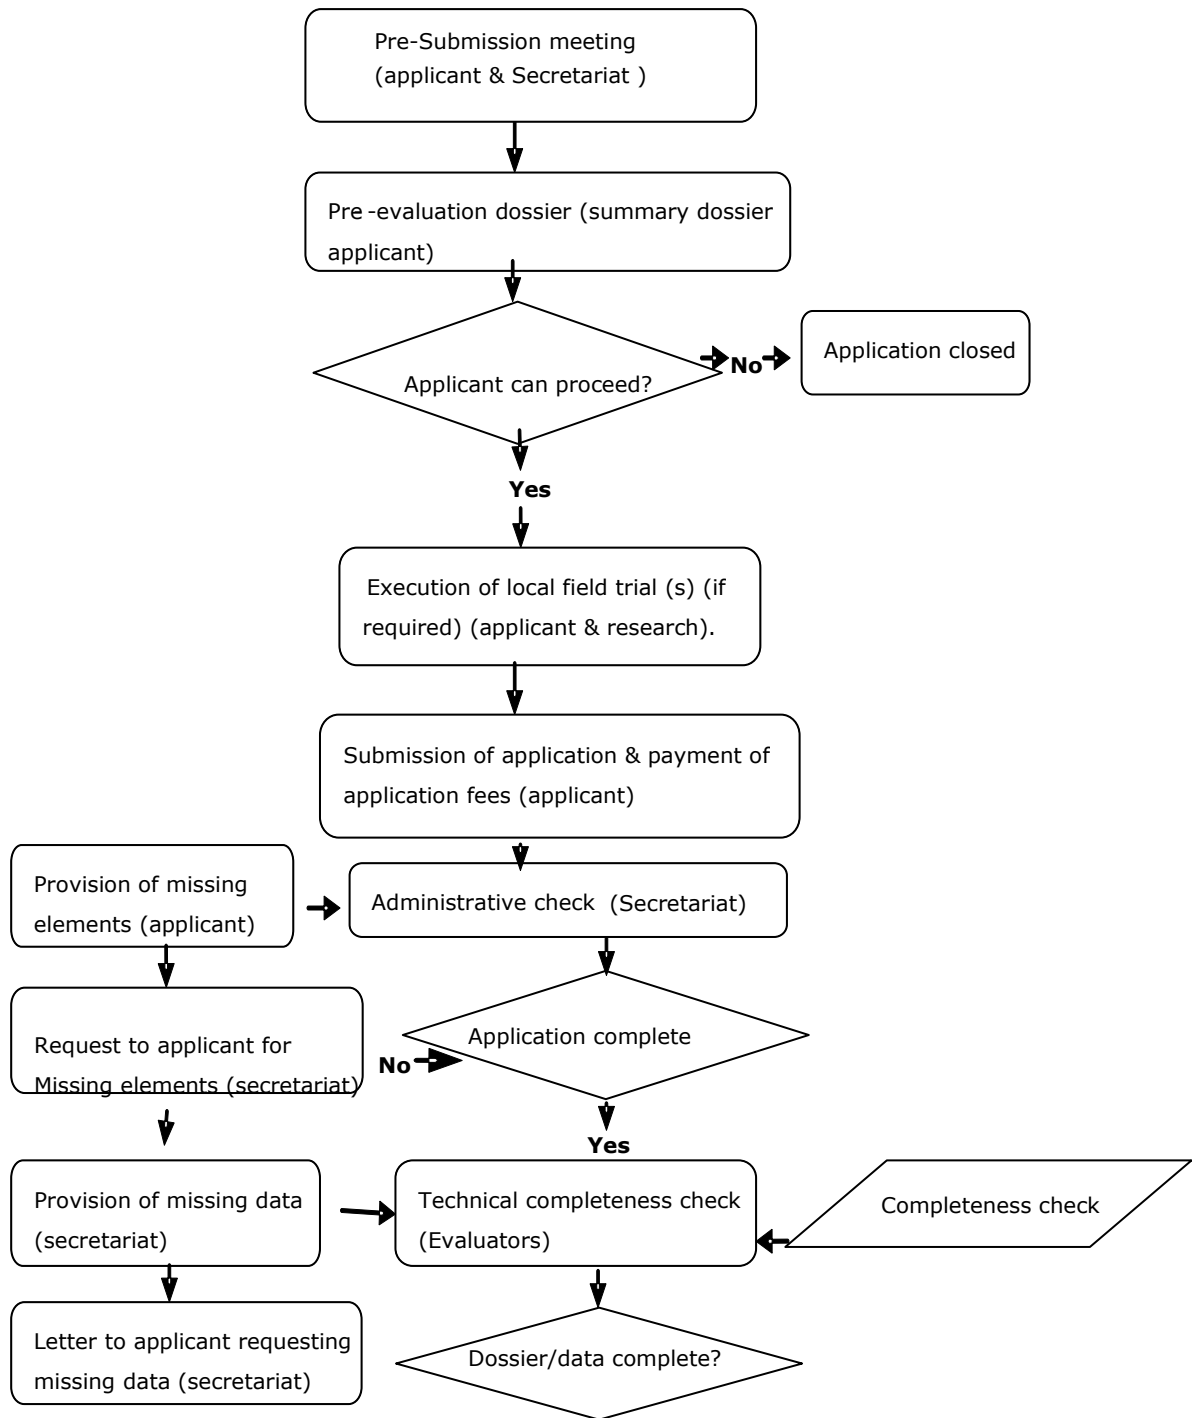 Pre-Submission meeting
(applicant & Secretariat )
Pre -evaluation dossier (summary dossier
applicant)
Applicant can proceed?
No
Application closed
Yes
Execution of local field trial (s) (if
required) (applicant & research).
Submission of application & payment of
application fees (applicant)
Provision of missing
elements (applicant)
Administrative check (Secretariat)
Request to applicant for
Missing elements (secretariat)
No
Application complete
Yes
Provision of missing data
(secretariat)
Technical completeness check
(Evaluators)
Completeness check
Letter to applicant requesting
missing data (secretariat)
Dossier/data complete?